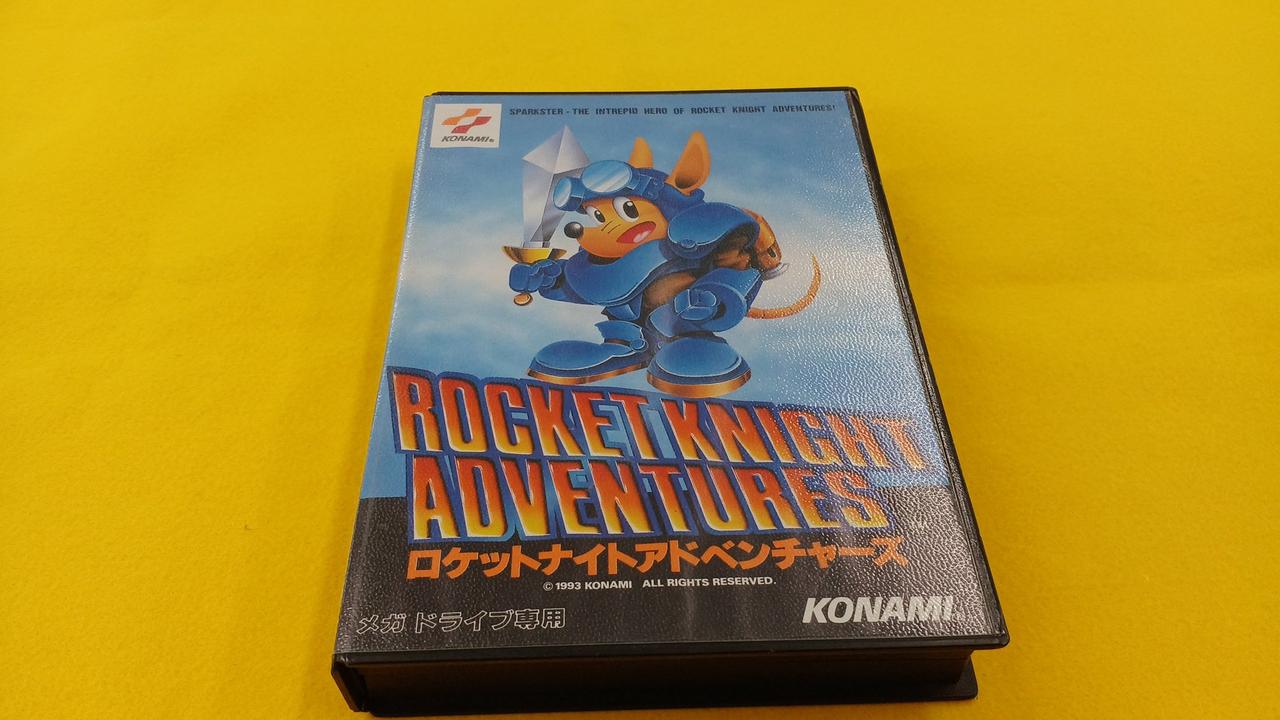 KONAMI®
SPARKSTER - THE INTREPID HERO OF ROCKET KNIGHT ADVENTURES!
ROCKET KNIGHT
ADVENTURES
ロケットナイトアドベンチャーズ
© 1993 KONAMI ALL RIGHTS RESERVED.
メガドライブ専用
KONAMI